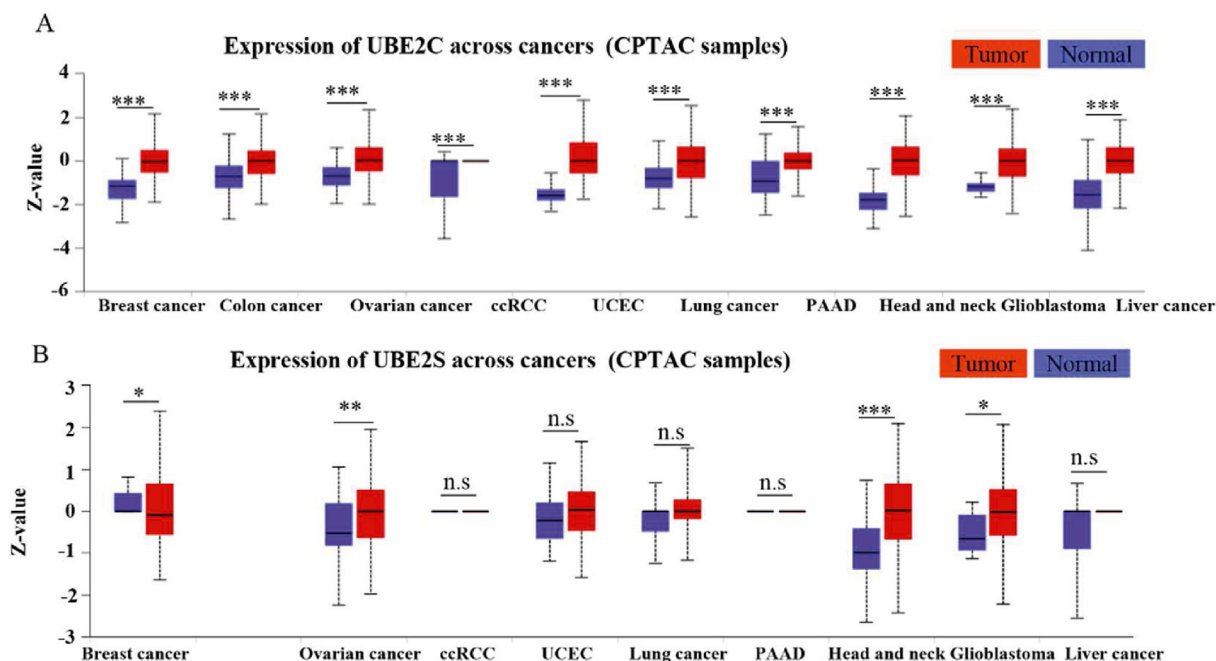 A
Expression of UBE2C across cancers (CPTAC samples)
Tumor Normal
Z-value
4
2
0
-2
-4
-6
*** *** *** *** *** *** *** *** *** ***
Breast cancer Colon cancer Ovarian cancer ccRCC UCEC Lung cancer PAAD Head and neck Glioblastoma Liver cancer
B
Expression of UBE2S across cancers (CPTAC samples)
Tumor Normal
Z-value
3
2
1
0
-1
-2
-3
* ** n.s n.s n.s n.s *** * n.s
Breast cancer Ovarian cancer ccRCC UCEC Lung cancer PAAD Head and neck Glioblastoma Liver cancer